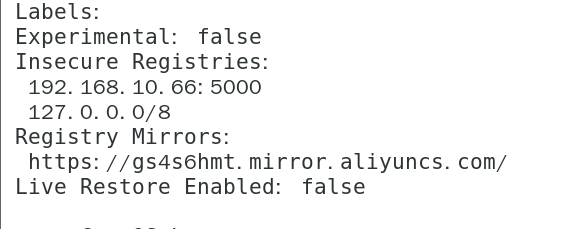 Labels:
Experimental: false
Insecure Registries:
192.168.10.66:5000
127.0.0.0/8
Registry Mirrors:
https://gs4s6hmt.mirror.aliyuncs.com/
Live Restore Enabled: false